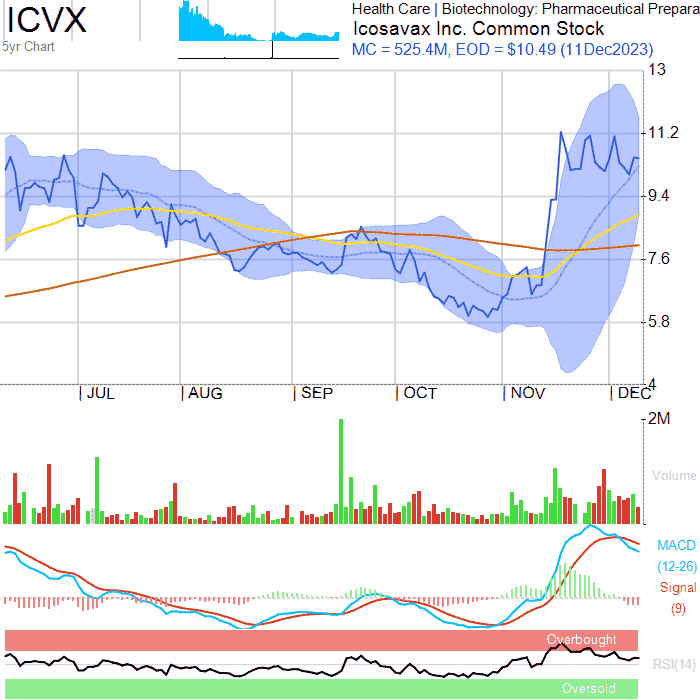 ICVX
5yr Chart
Health Care | Biotechnology: Pharmaceutical Prepara
Icosavax Inc. Common Stock
MC = 525.4M, EOD = $10.49 (11Dec2023)
13
11.2
9.4
7.6
5.8
4
JUL
AUG
SEP
OCT
NOV
DEC
2M
Volume
MACD
(12-26)
Signal
(9)
Overbought
RSI(14)
Oversold